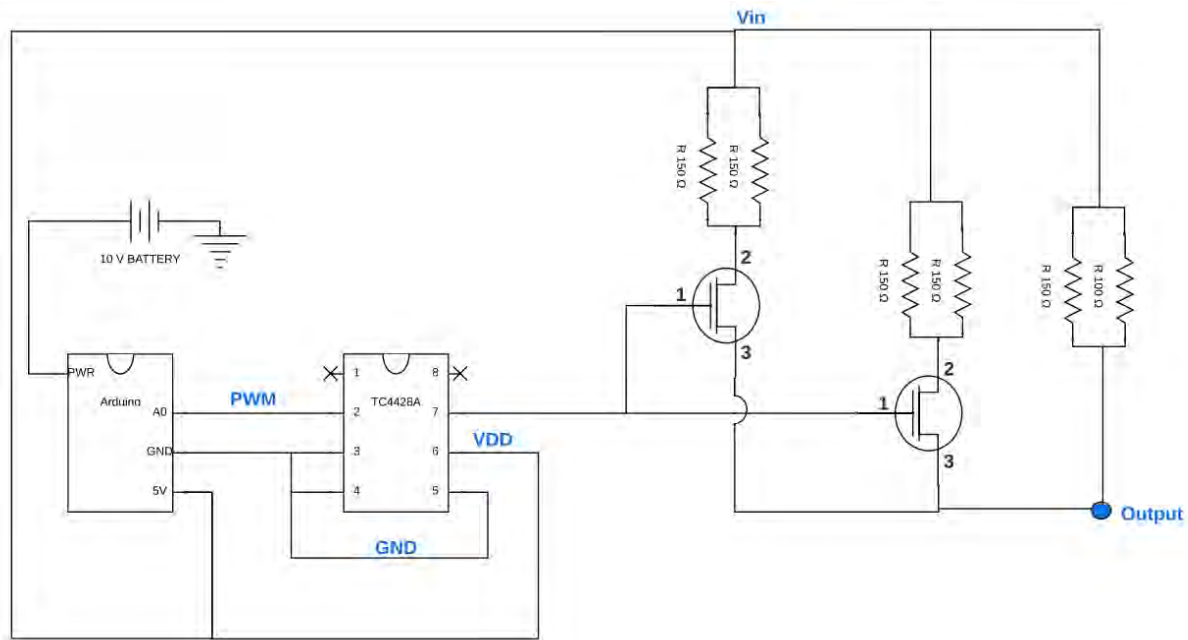 Vin
R 150 Ω
R 150 Ω
10 V BATTERY
2
R 150 Ω
R 150 Ω
R 150 Ω
R 100 Ω
1
3
PWR
1
8
2
Arduino
PWM
TC4428A
1
A0
2
7
VDD
3
GND
3
6
5V
4
5
Output
GND